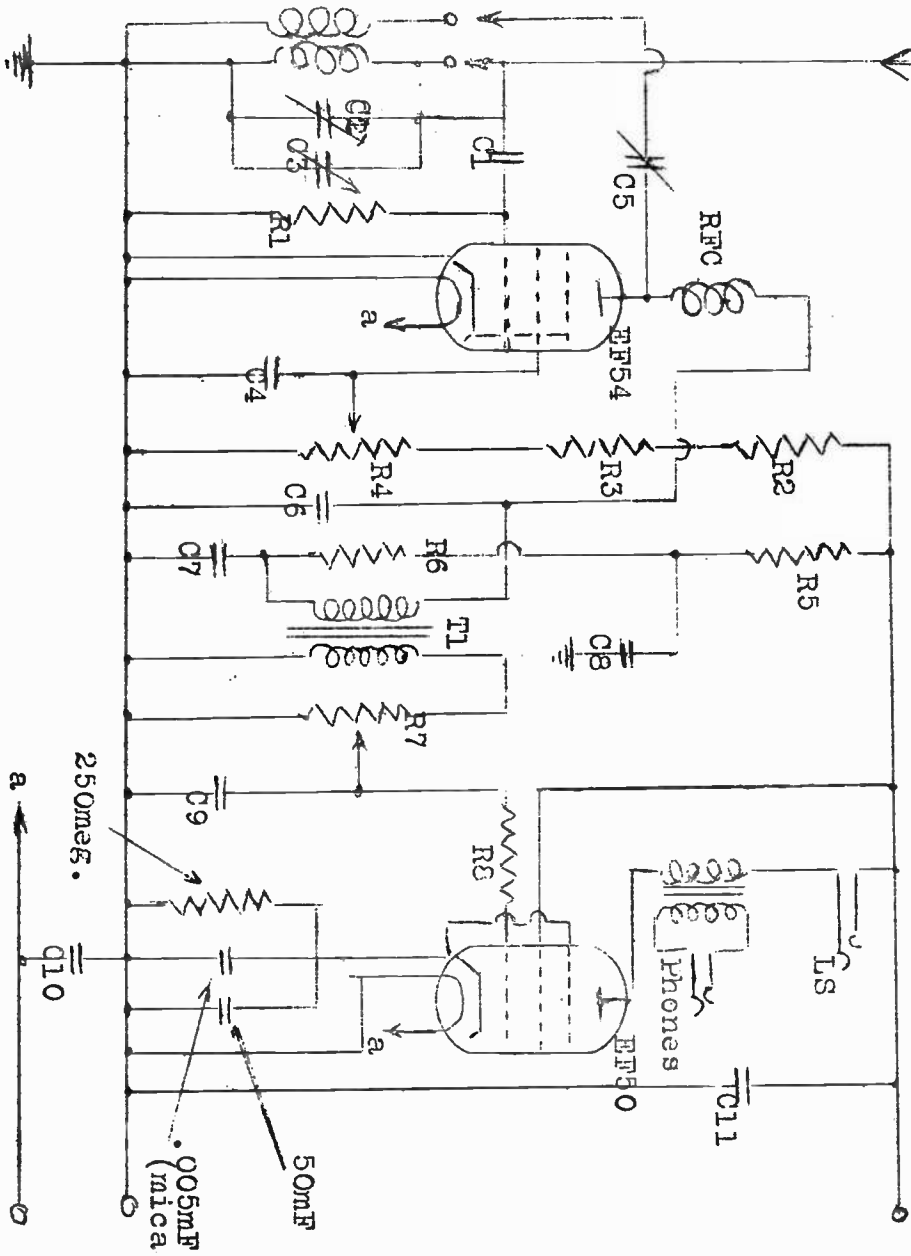 C2
C3
C1
R1
C5
RFC
EF54
a
C4
R4
R3
R2
C6
C7
R6
R5
T1
C8
R7
C9
R8
250meg.
LS
Phones
EF50
a
C10
C11
50mF
.005mF
(mica
a